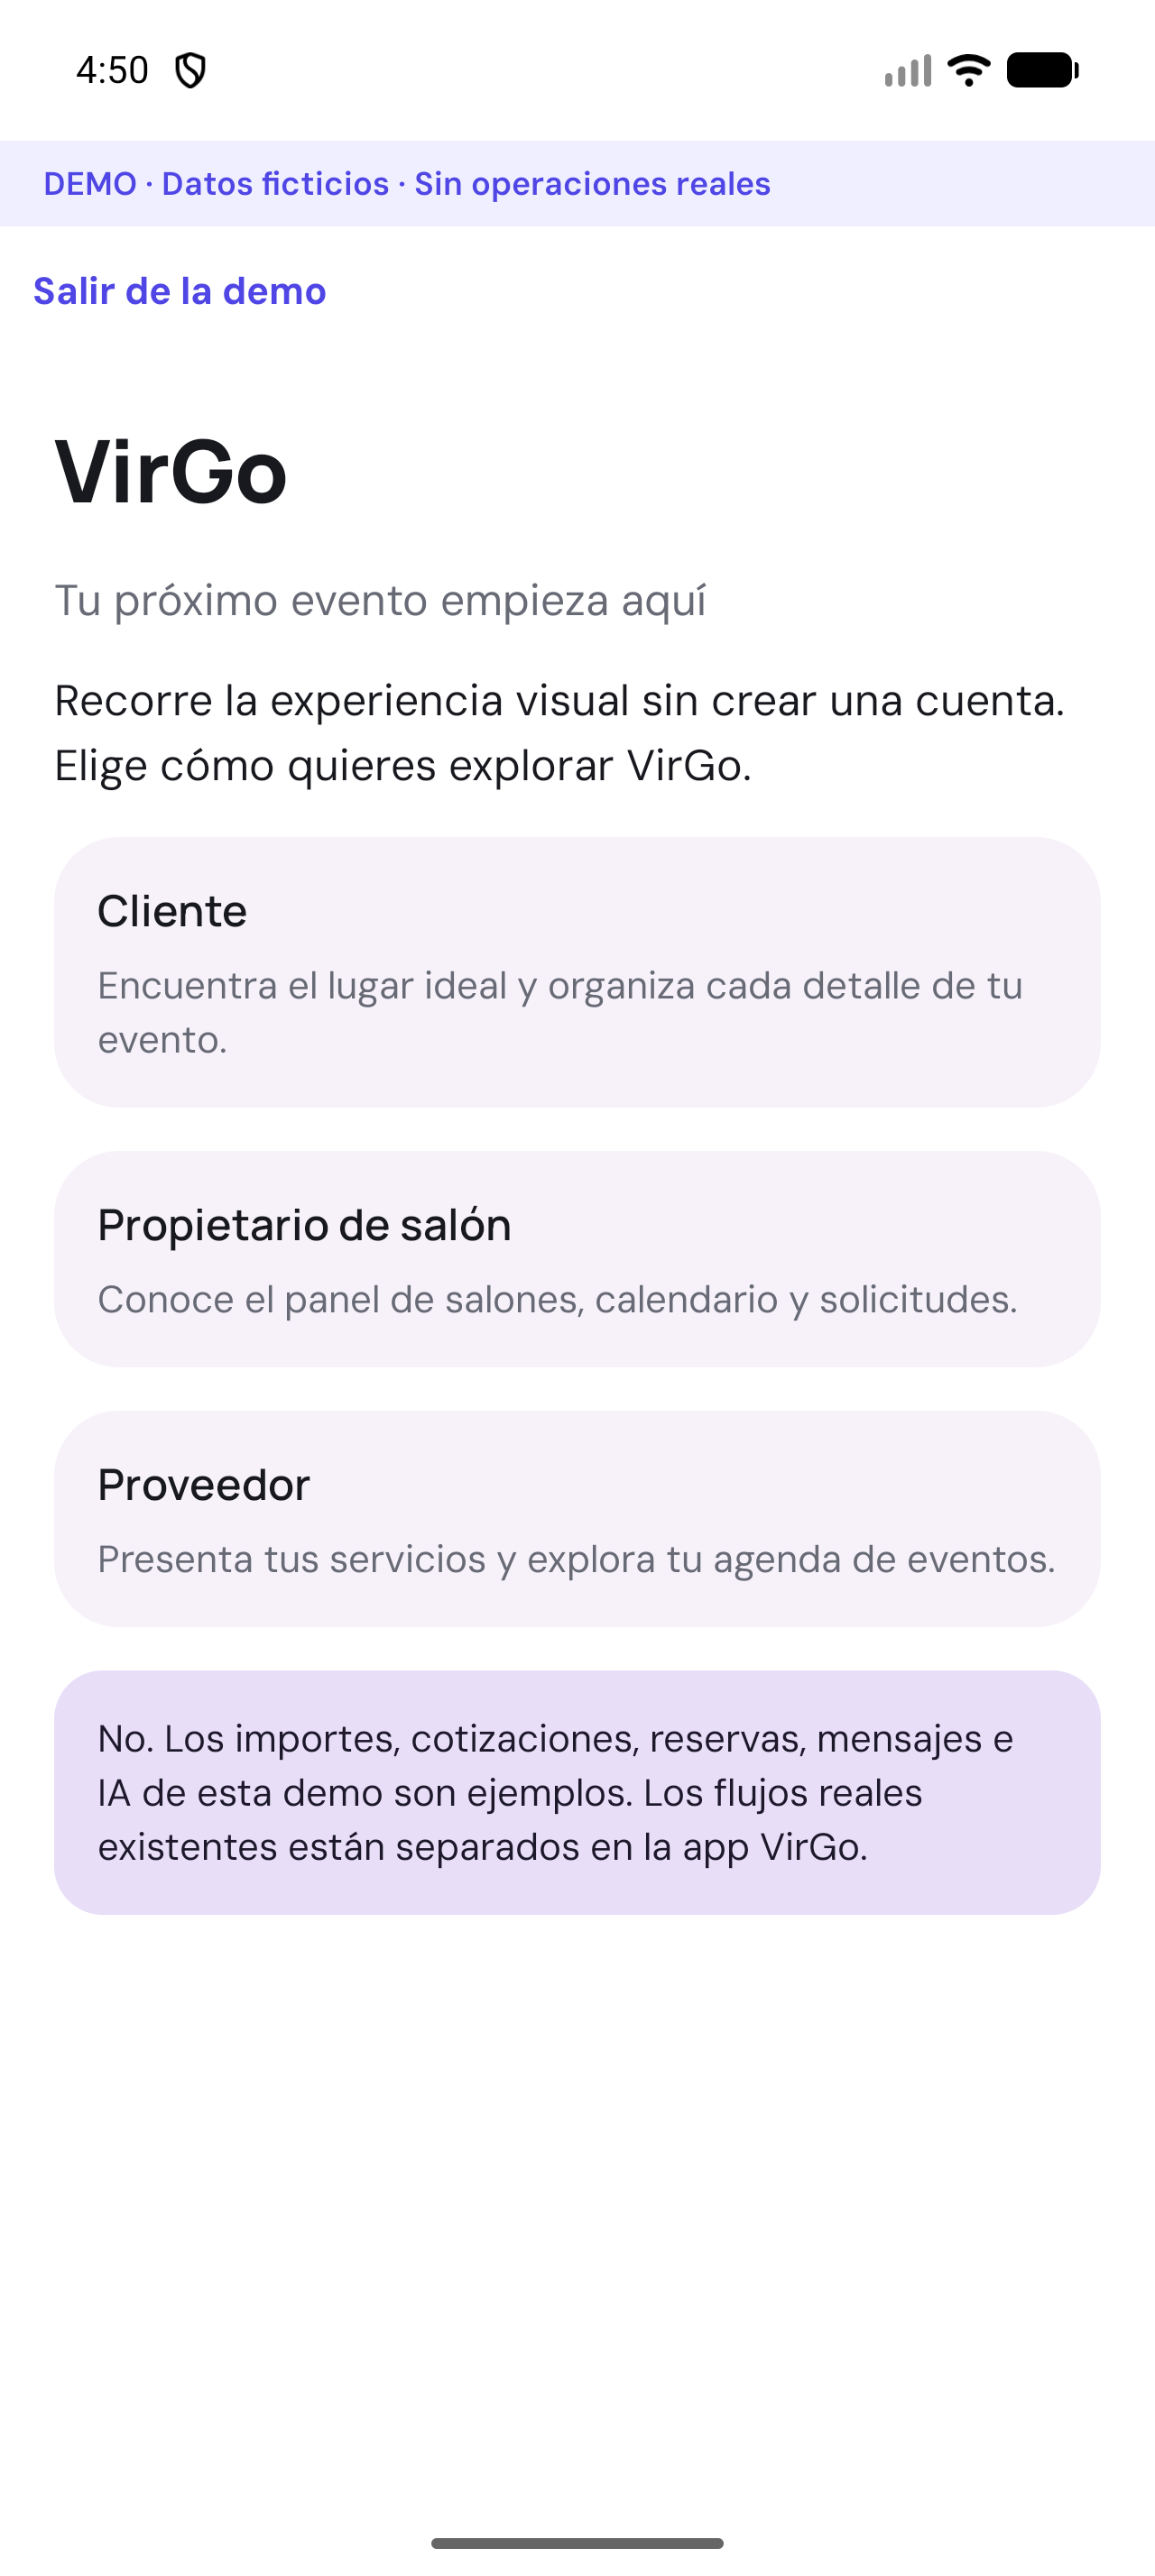 4:50
DEMO · Datos ficticios · Sin operaciones reales
Salir de la demo
VirGo
Tu próximo evento empieza aquí
Recorre la experiencia visual sin crear una cuenta.
Elige cómo quieres explorar VirGo.
Cliente
Encuentra el lugar ideal y organiza cada detalle de tu
evento.
Propietario de salón
Conoce el panel de salones, calendario y solicitudes.
Proveedor
Presenta tus servicios y explora tu agenda de eventos.
No. Los importes, cotizaciones, reservas, mensajes e
IA de esta demo son ejemplos. Los flujos reales
existentes están separados en la app VirGo.